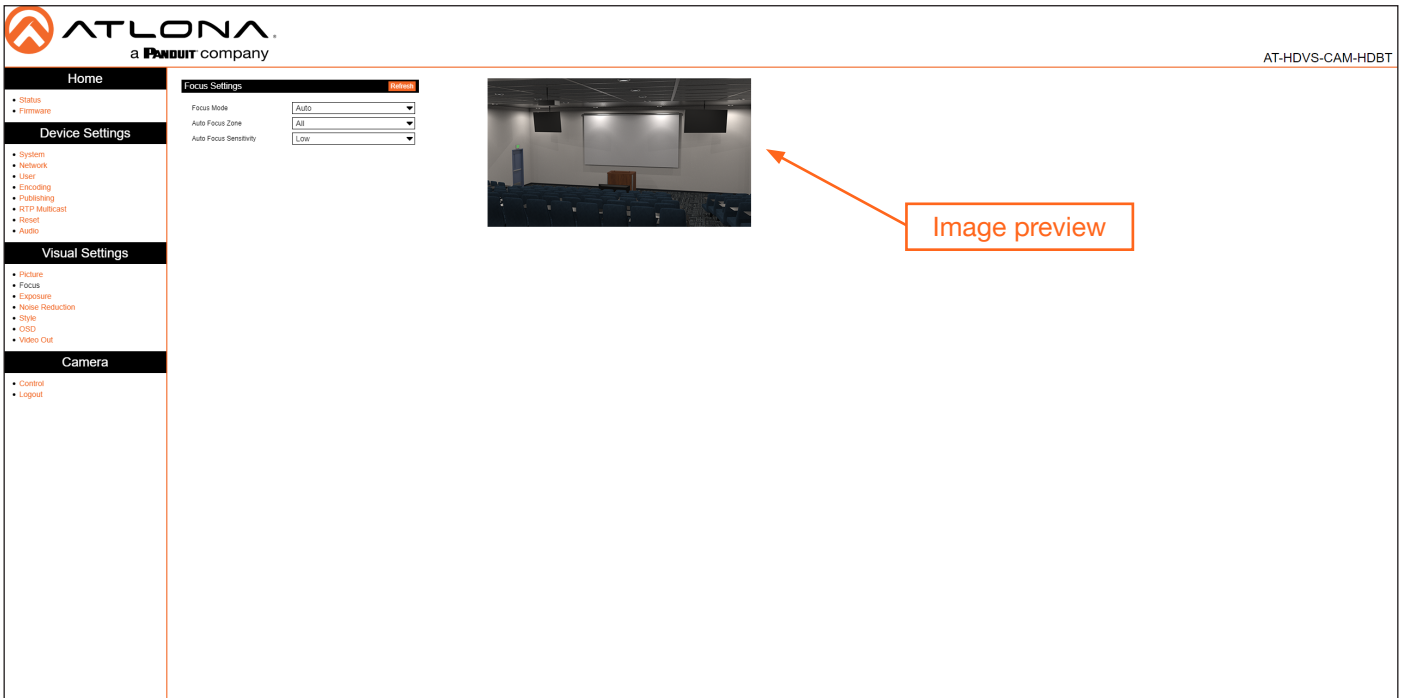 ATLONA.
a PANDUIT company
AT-HDVS-CAM-HDBT
Home
• Status
• Firmware
Device Settings
• System
• Network
• User
• Encoding
• Publishing
• RTP Multicast
• Reset
• Audio
Visual Settings
• Picture
• Focus
• Exposure
• Noise Reduction
• Style
• OSD
• Video Out
Camera
• Control
• Logout
Focus Settings Refresh
Focus Mode Auto
Auto Focus Zone All
Auto Focus Sensitivity Low
Image preview